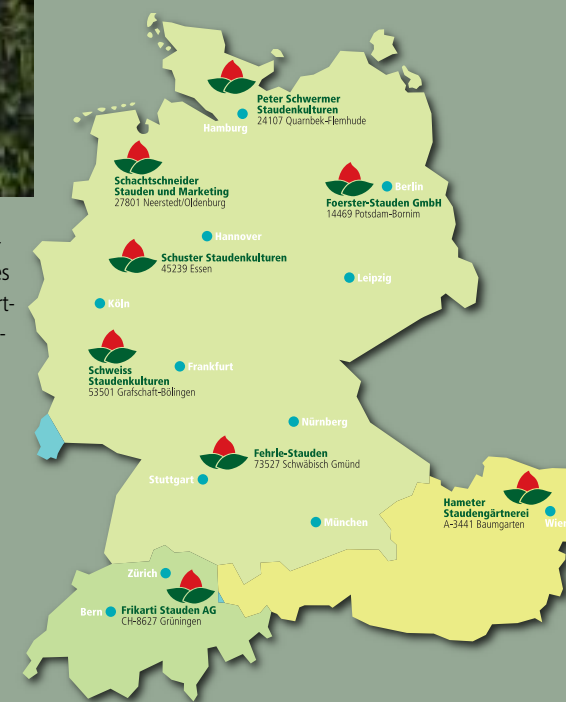 Peter Schwermer
Staudenkulturen
24107 Quarnbek-Flemhude
Hamburg
Schachtschneider
Stauden und Marketing
27801 Neerstedt/Oldenburg
Berlin
Foerster-Stauden GmbH
14469 Potsdam-Bornim
Hannover
Schuster Staudenkulturen
45239 Essen
es
Leipzig
rt-
Köln
-
Schweiss
Staudenkulturen
53501 Grafschaft-Bölingen
Frankfurt
Nürnberg
Fehrle-Stauden
73527 Schwäbisch Gmünd
Stuttgart
München
Hameter
Staudengärtnerei
A-3441 Baumgarten
Wien
Zürich
Bern
Frikarti Stauden AG
CH-8627 Grüningen